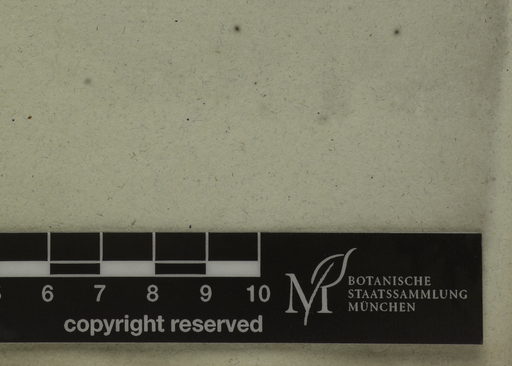 6 7 8 9 10
copyright reserved
M
BOTANISCHE
STAATSSAMMLUNG
MÜNCHEN